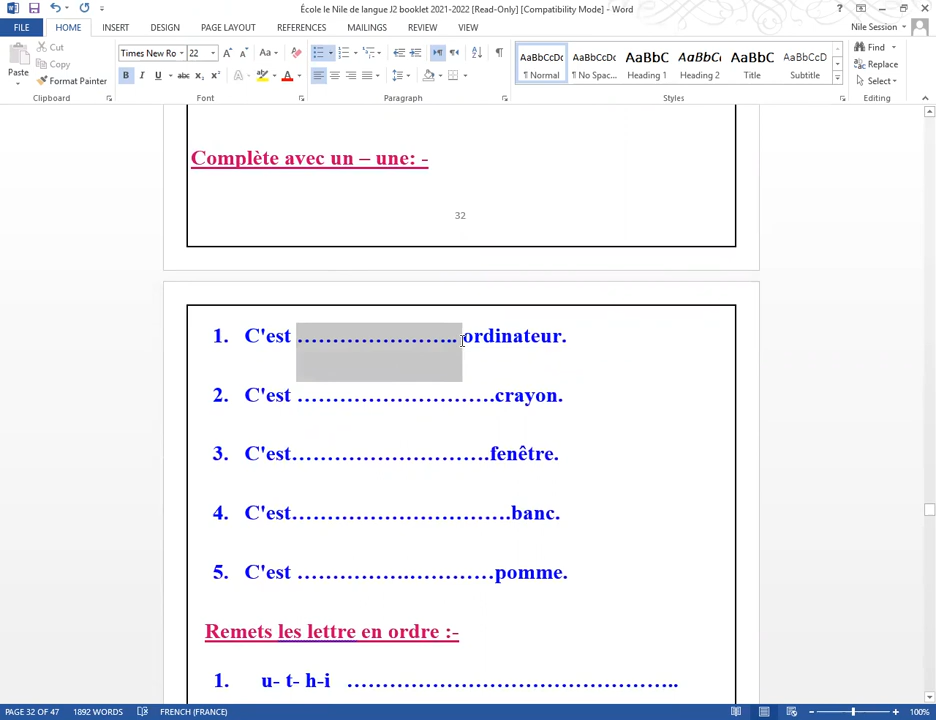 École le Nile de langue J2 booklet 2021-2022 [Read-Only] [Compatibility Mode] - Word
FILE HOME INSERT DESIGN PAGE LAYOUT REFERENCES MAILINGS REVIEW VIEW Nile Session
Paste Cut Copy Format Painter
Times New Ro 22
AaBbCcDc AaBbCcDc AaBbC AaBbCc AaBbC AaBbCcD
¶ Normal ¶ No Spac... Heading 1 Heading 2 Title Subtitle
Find Replace Select
Clipboard Font Paragraph Styles Editing
Complète avec un – une: -
32
1. C'est ………………….. ordinateur.
2. C'est ……………………….crayon.
3. C'est……………………….fenêtre.
4. C'est………………………….banc.
5. C'est …………….…………pomme.
Remets les lettre en ordre :-
1. u- t- h-i ………………………………………..
PAGE 32 OF 47 1892 WORDS FRENCH (FRANCE) 100%